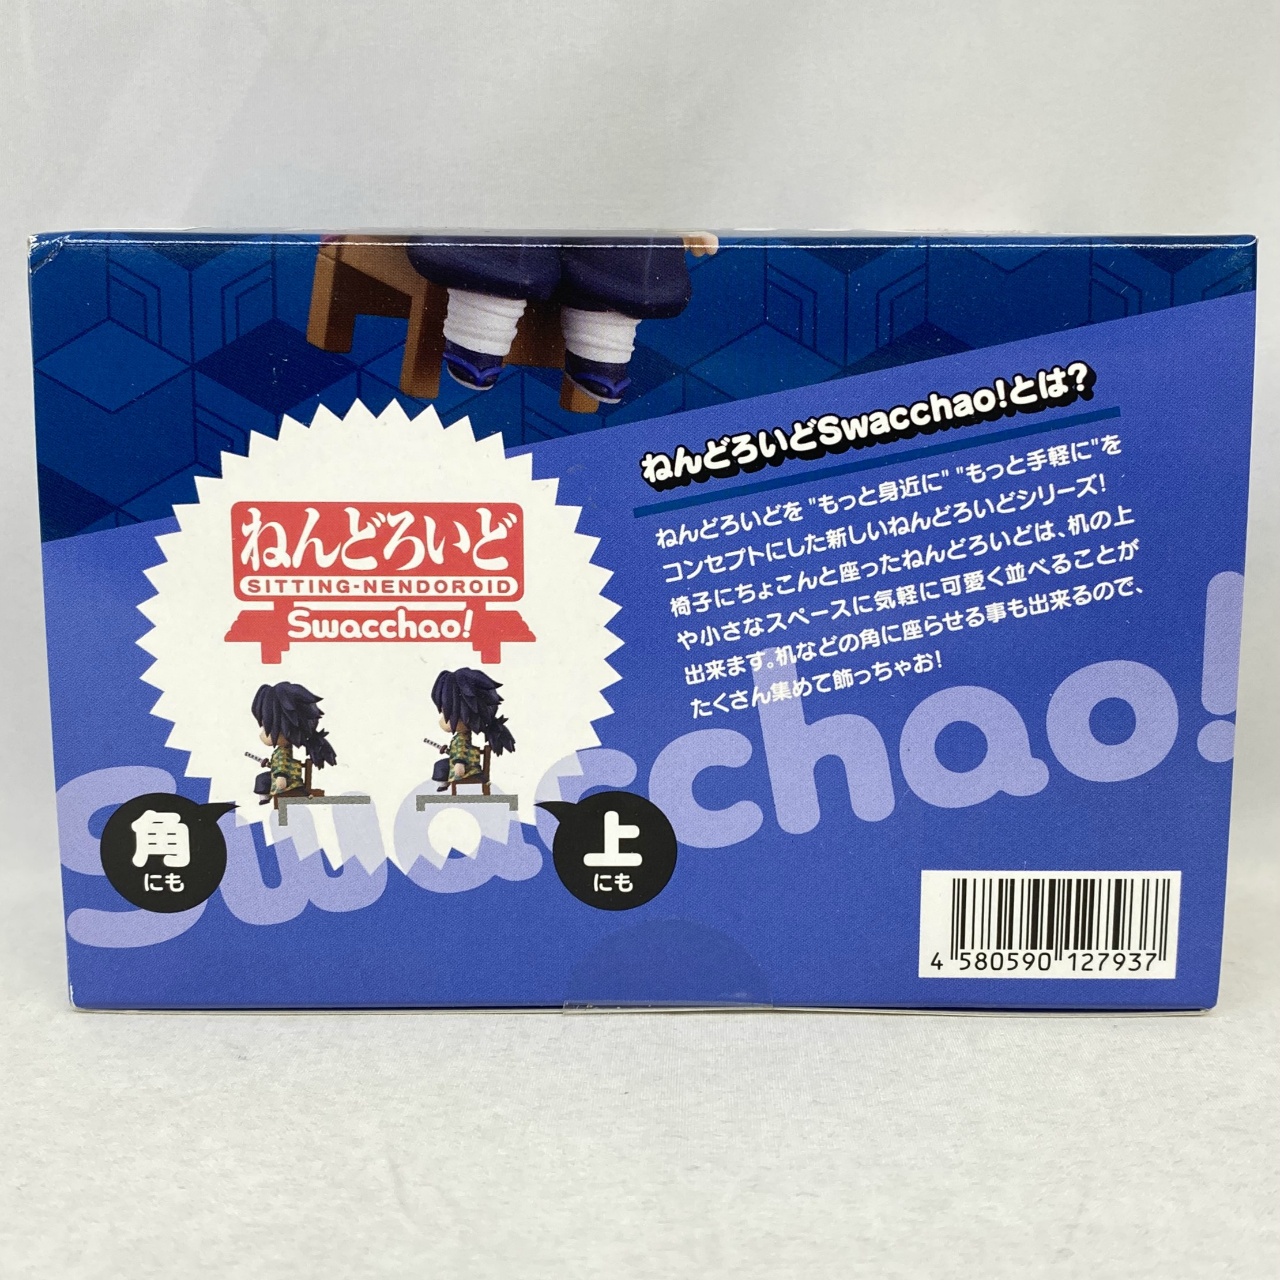 ねんどろいどSwacchao!とは?
ねんどろいどを "もっと身近に" "もっと手軽に"を
コンセプトにした新しいねんどろいどシリーズ!
椅子にちょこんと座ったねんどろいどは、机の上
や小さなスペースに気軽に可愛く並べることが
出来ます。机などの角に座らせる事も出来るので、
たくさん集めて飾っちゃお!
ねんどろいど
SITTING-NENDOROID
Swacchao!
角
にも
上
にも
Swacchao!
4 580590 127937